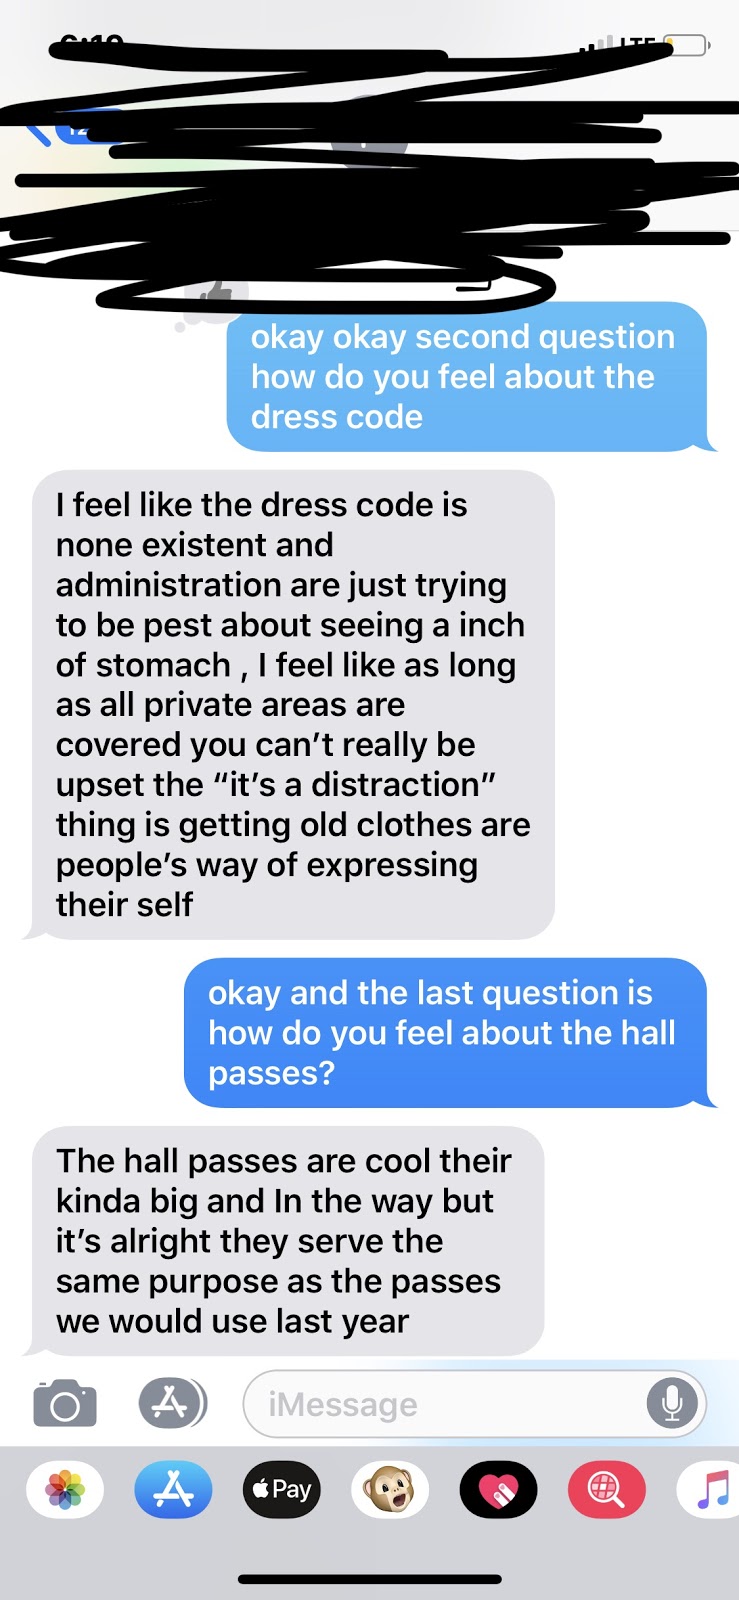 LTE
okay okay second question
how do you feel about the
dress code
I feel like the dress code is
none existent and
administration are just trying
to be pest about seeing a inch
of stomach , I feel like as long
as all private areas are
covered you can’t really be
upset the “it’s a distraction”
thing is getting old clothes are
people’s way of expressing
their self
okay and the last question is
how do you feel about the hall
passes?
The hall passes are cool their
kinda big and In the way but
it’s alright they serve the
same purpose as the passes
we would use last year
iMessage
Pay